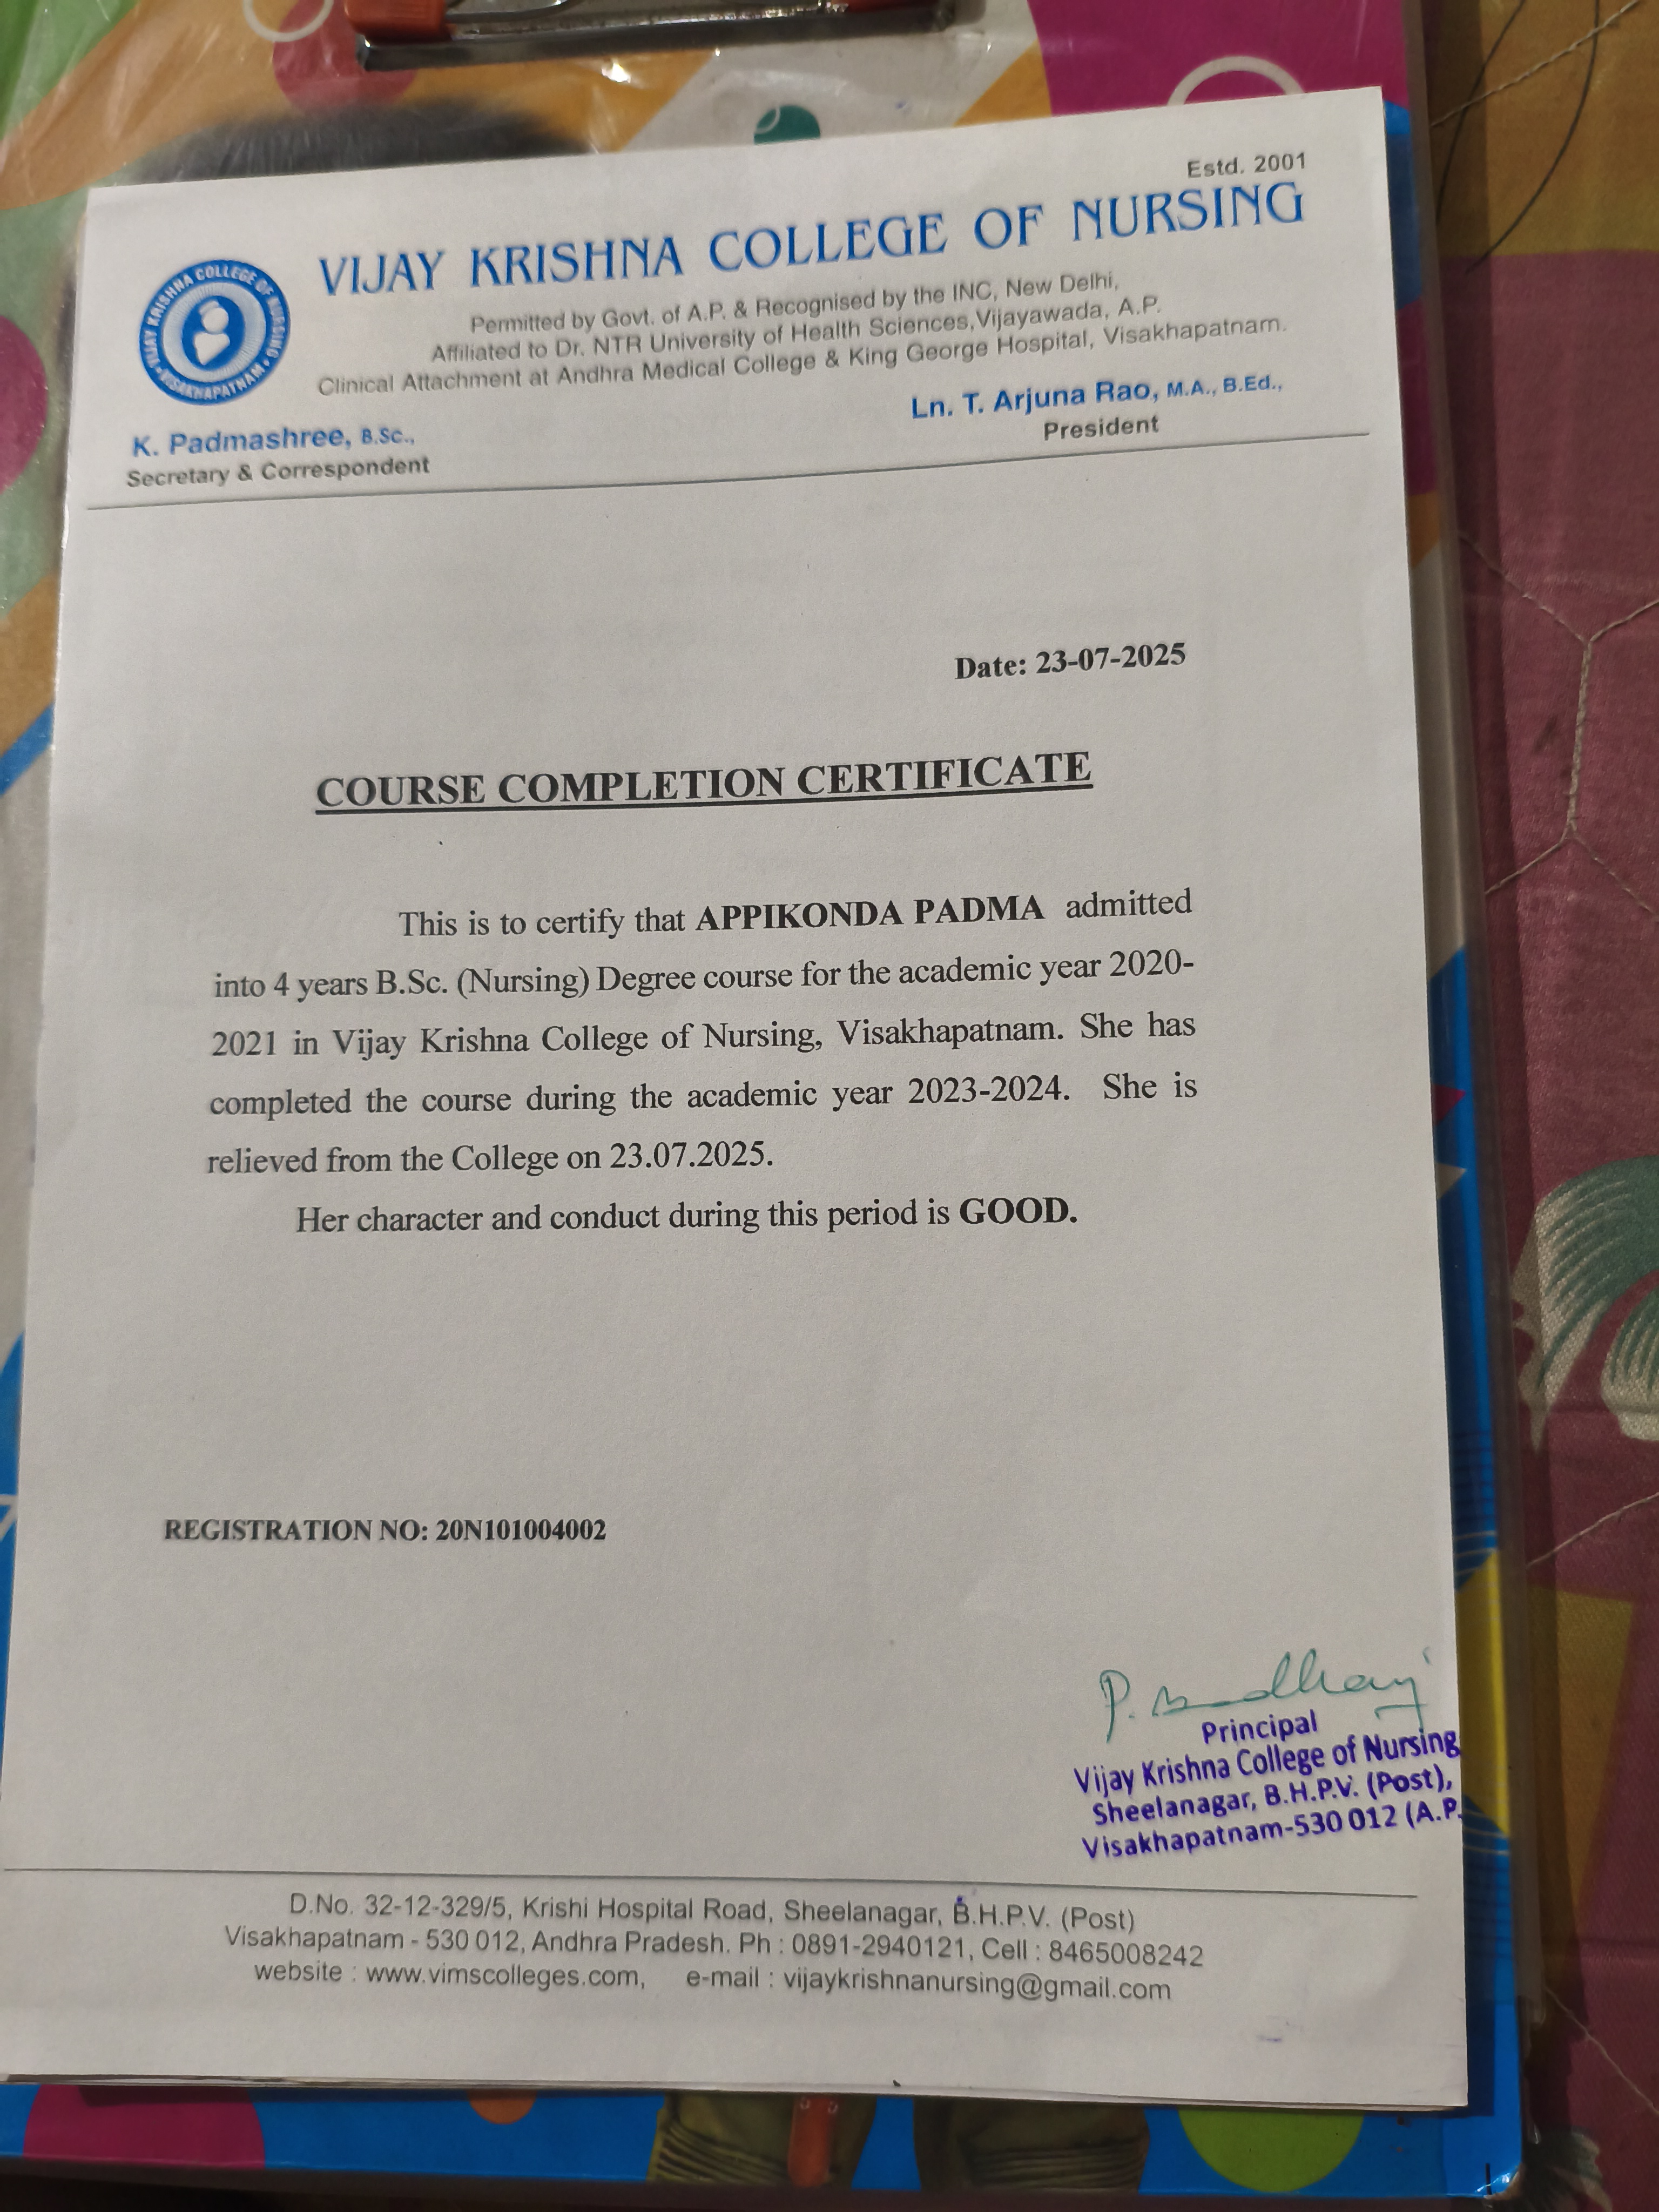 Estd. 2001
VIJAY KRISHNA COLLEGE OF NURSING
Permitted by Govt. of A.P. & Recognised by the INC, New Delhi,
Affiliated to Dr. NTR University of Health Sciences,Vijayawada, A.P.
Clinical Attachment at Andhra Medical College & King George Hospital, Visakhapatnam.
VIJAY KRISHNA COLLEGE OF NURSING
• VISAKHAPATNAM •
K. Padmashree, B.Sc.,
Secretary & Correspondent
Ln. T. Arjuna Rao, M.A., B.Ed.,
President
Date: 23-07-2025
COURSE COMPLETION CERTIFICATE
This is to certify that APPIKONDA PADMA admitted
into 4 years B.Sc. (Nursing) Degree course for the academic year 2020-
2021 in Vijay Krishna College of Nursing, Visakhapatnam. She has
completed the course during the academic year 2023-2024. She is
relieved from the College on 23.07.2025.
Her character and conduct during this period is GOOD.
REGISTRATION NO: 20N101004002
P.
Principal
Vijay Krishna College of Nursing
Sheelanagar, B.H.P.V. (Post),
Visakhapatnam-530 012 (A.P.
D.No. 32-12-329/5, Krishi Hospital Road, Sheelanagar, B.H.P.V. (Post)
Visakhapatnam - 530 012, Andhra Pradesh. Ph : 0891-2940121, Cell : 8465008242
website : www.vimscolleges.com, e-mail : vijaykrishnanursing@gmail.com